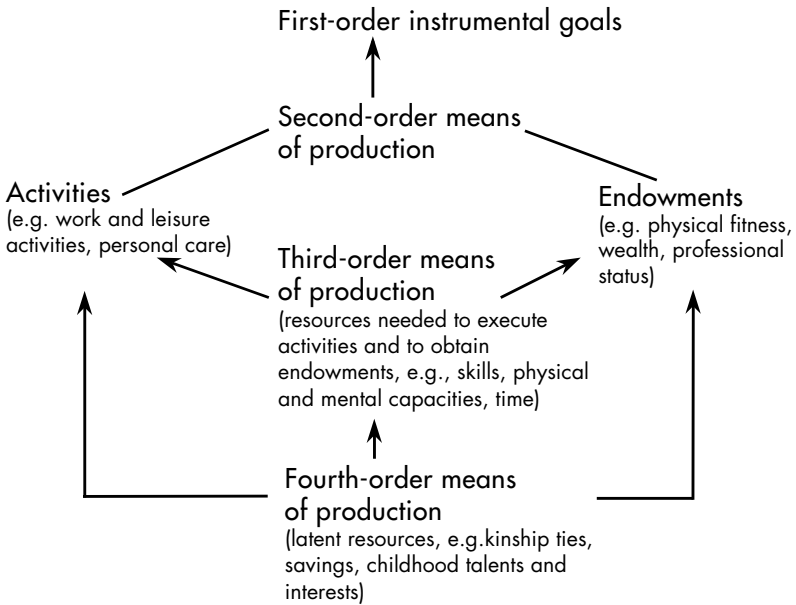 First-order instrumental goals
Second-order means
of production
Activities
(e.g. work and leisure
activities, personal care)
Endowments
(e.g. physical fitness,
wealth, professional
status)
Third-order means
of production
(resources needed to execute
activities and to obtain
endowments, e.g., skills, physical
and mental capacities, time)
Fourth-order means
of production
(latent resources, e.g.kinship ties,
savings, childhood talents and
interests)